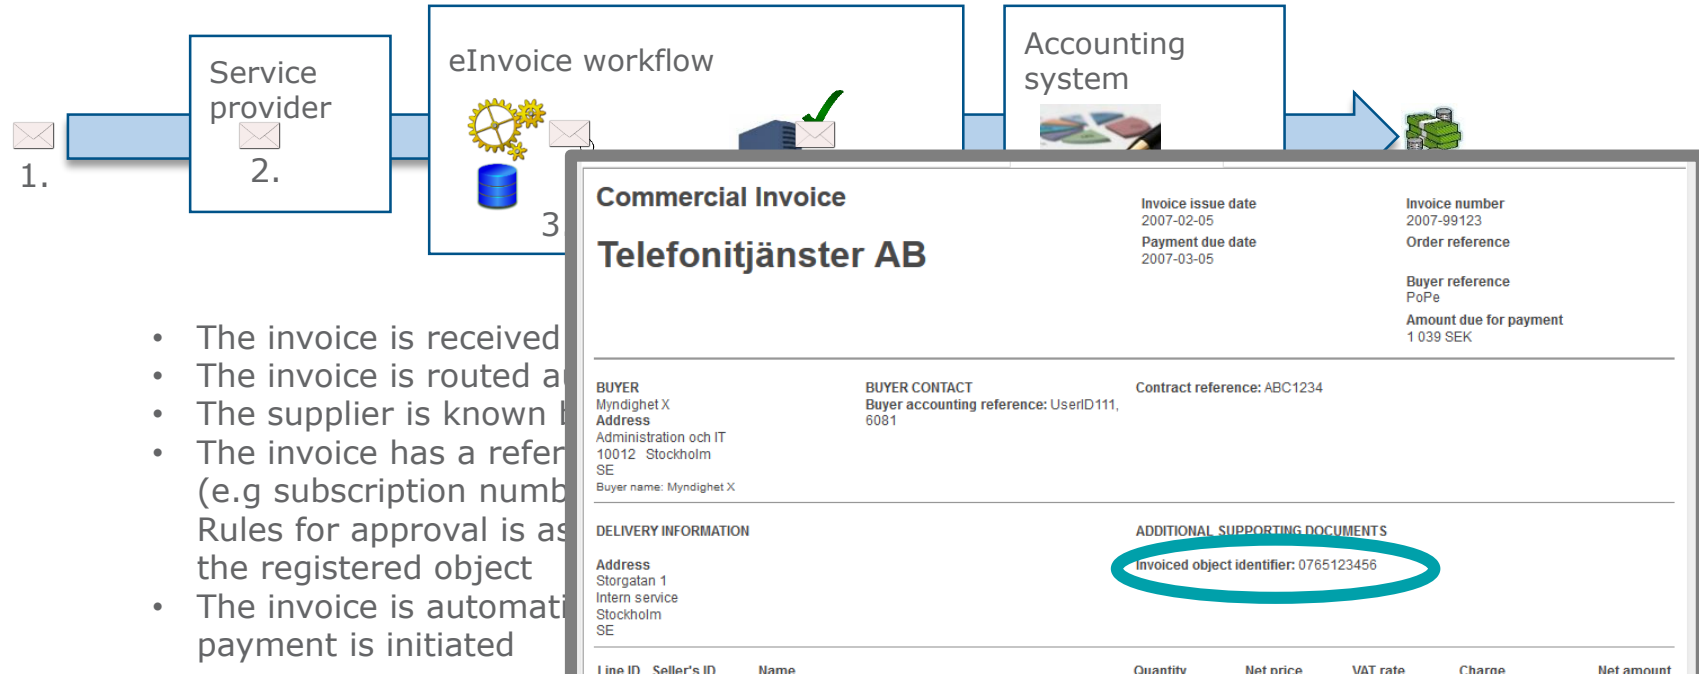 Service
provider
eInvoice workflow
Accounting
system
1.
2.
3.
Commercial Invoice
Telefonitjänster AB
Invoice issue date
2007-02-05
Payment due date
2007-03-05
Invoice number
2007-99123
Order reference
Buyer reference
PoPe
Amount due for payment
1 039 SEK
• The invoice is received
• The invoice is routed
• The supplier is known
• The invoice has a
(e.g subscription
Rules for approval is
the registered object
• The invoice is
payment is initiated
BUYER
Myndighet X
Address
Administration och IT
10012 Stockholm
SE
Buyer name: Myndighet X
BUYER CONTACT
Buyer accounting reference: UserID111,
6081
Contract reference: ABC1234
DELIVERY INFORMATION
Address
Storgatan 1
Intern service
Stockholm
SE
ADDITIONAL SUPPORTING DOCUMENTS
Invoiced object identifier: 0765123456
Line ID Seller's ID Name Quantity Net price VAT rate Charge Net amount